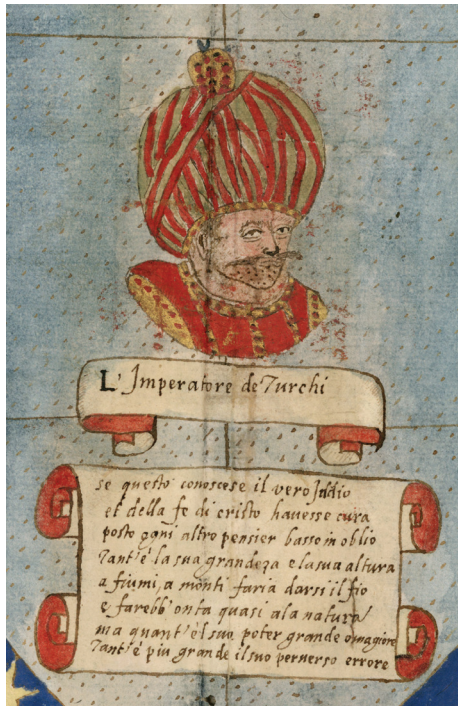 L' Imperatore de Turchi
se questo conoscese il vero Iddio
et della fe di cristo havesse cura
posto ogni altro pensier basso in oblio
Tant' è la sua grandeza e la sua altura
a fiumi, a monti faria darsi il fio
e farebb' onta quasi ala natura
ma quant' è l suo poter grande o maggiore
Tant' è piu grande il suo perverso errore